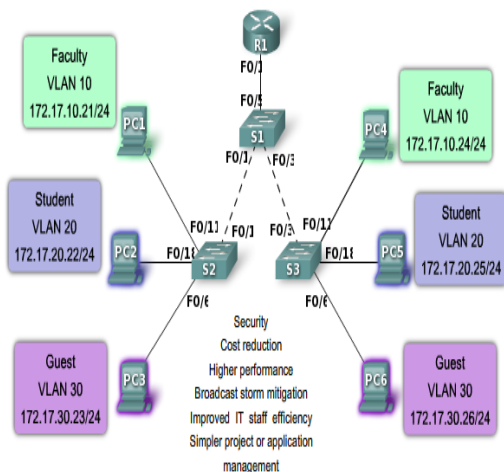 R1
F0/1
F0/5
S1
F0/1
F0/3
Faculty
VLAN 10
172.17.10.21/24
PC1
Faculty
VLAN 10
172.17.10.24/24
PC4
Student
VLAN 20
172.17.20.22/24
PC2
Student
VLAN 20
172.17.20.25/24
PC5
F0/11
F0/1
F0/18
S2
F0/6
F0/3
F0/11
F0/18
S3
F0/6
Guest
VLAN 30
172.17.30.23/24
PC3
Guest
VLAN 30
172.17.30.26/24
PC6
Security
Cost reduction
Higher performance
Broadcast storm mitigation
Improved IT staff efficiency
Simpler project or application
management